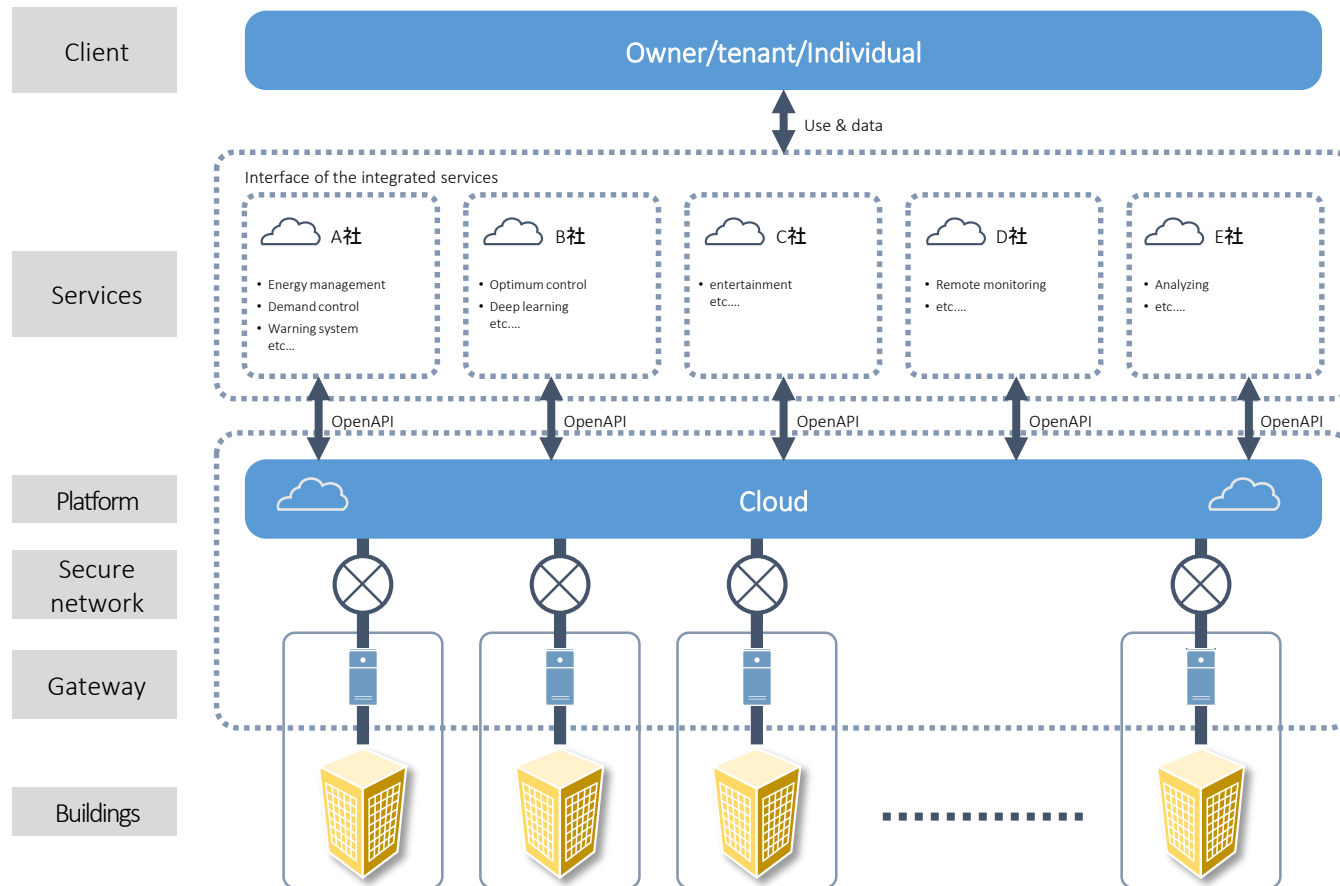 Client
Owner/tenant/Individual
Use & data
Interface of the integrated services
Services
A社
• Energy management
• Demand control
• Warning system
etc...
B社
• Optimum control
• Deep learning
etc....
C社
• entertainment
etc....
D社
• Remote monitoring
• etc....
E社
• Analyzing
• etc....
OpenAPI
OpenAPI
OpenAPI
OpenAPI
OpenAPI
Platform
Cloud
Secure
network
Gateway
Buildings